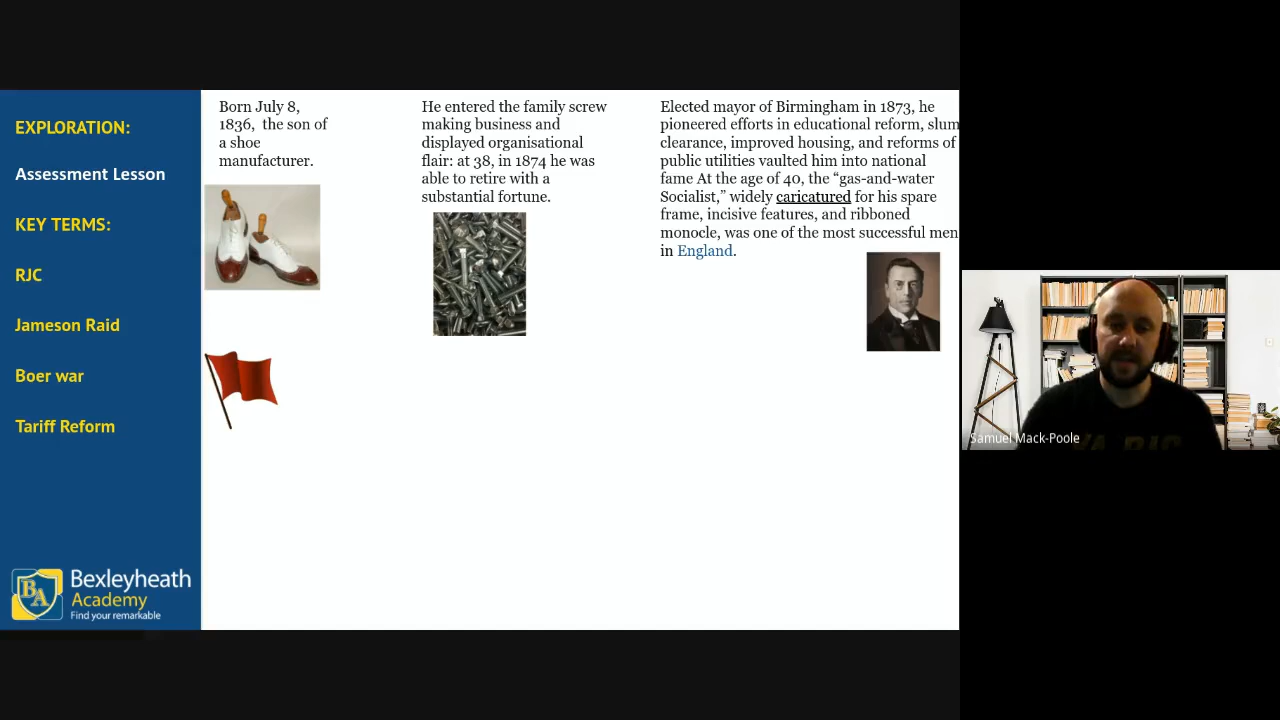 EXPLORATION:
Assessment Lesson
KEY TERMS:
RJC
Jameson Raid
Boer war
Tariff Reform
BA
Bexleyheath
Academy
Find your remarkable
Born July 8,
1836, the son of
a shoe
manufacturer.
He entered the family screw
making business and
displayed organisational
flair: at 38, in 1874 he was
able to retire with a
substantial fortune.
Elected mayor of Birmingham in 1873, he
pioneered efforts in educational reform, slum
clearance, improved housing, and reforms of
public utilities vaulted him into national
fame At the age of 40, the “gas-and-water
Socialist,” widely caricatured for his spare
frame, incisive features, and ribboned
monocle, was one of the most successful men
in England.
Samuel Mack-Poole